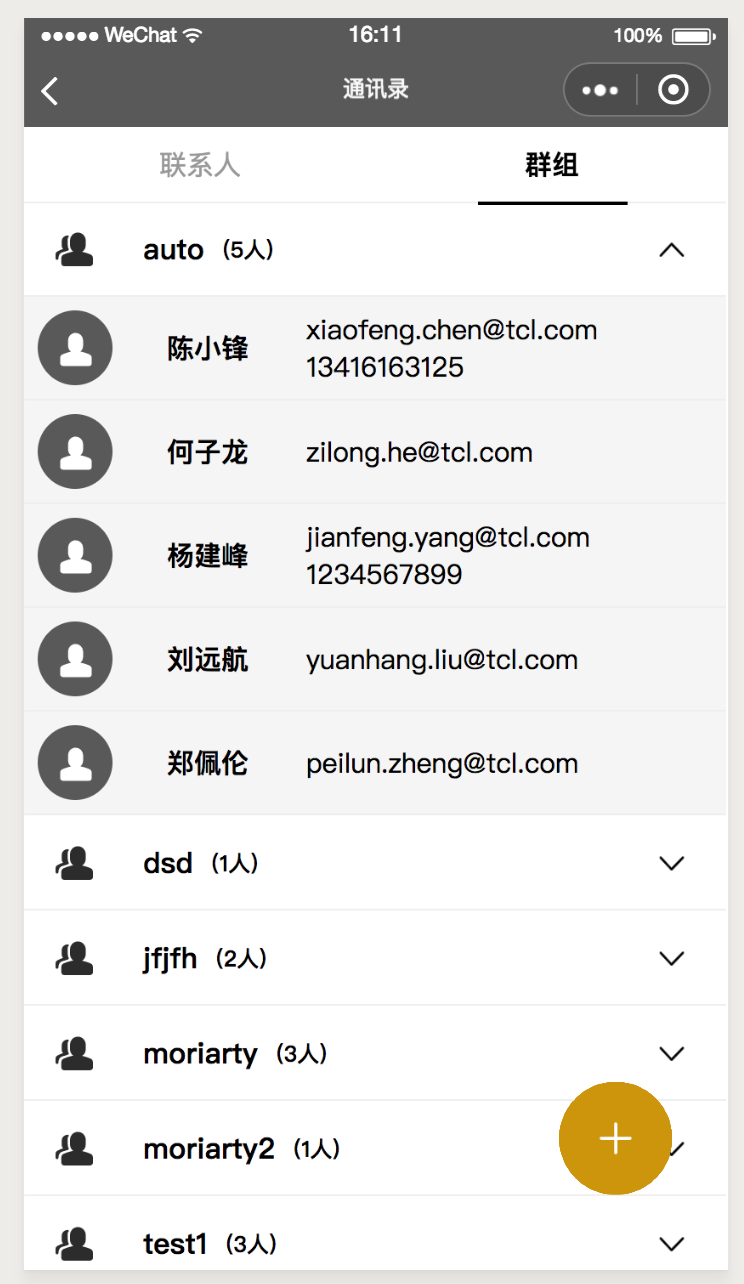 WeChat 16:11 100%
通讯录
联系人 群组
auto (5人)
陈小锋 xiaofeng.chen@tcl.com
13416163125
何子龙 zilong.he@tcl.com
杨建峰 jianfeng.yang@tcl.com
1234567899
刘远航 yuanhang.liu@tcl.com
郑佩伦 peilun.zheng@tcl.com
dsd (1人)
jfjfh (2人)
moriarty (3人)
moriarty2 (1人)
test1 (3人)